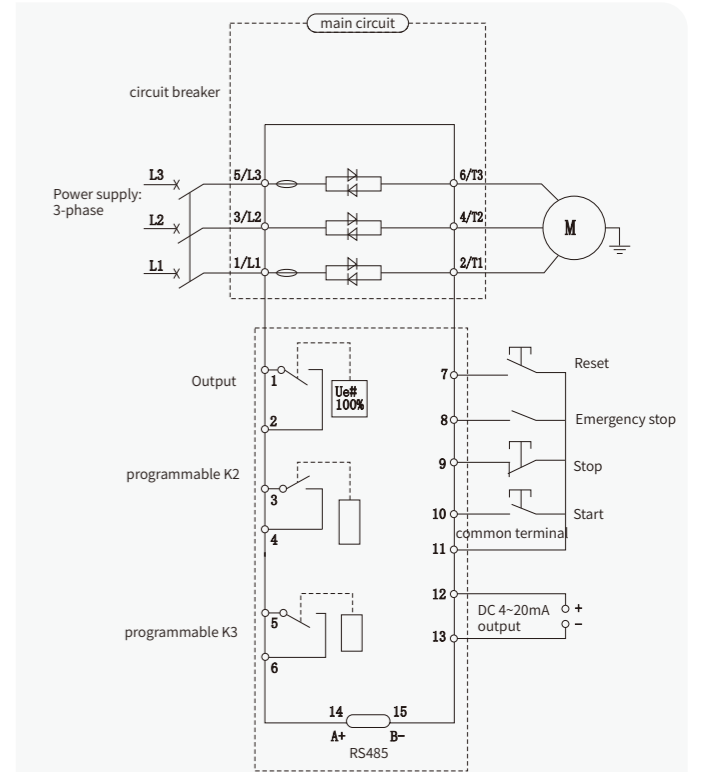 main circuit
circuit breaker
L3
5/L3
6/T3
Power supply:
3-phase
L2
3/L2
4/T2
M
L1
1/L1
2/T1
Output
1
Ue#
100%
2
7
Reset
8
Emergency stop
programmable K2
3
4
9
Stop
10
Start
common terminal
11
12
DC 4~20mA
output
+
−
13
programmable K3
5
6
14
15
A+
B-
RS485